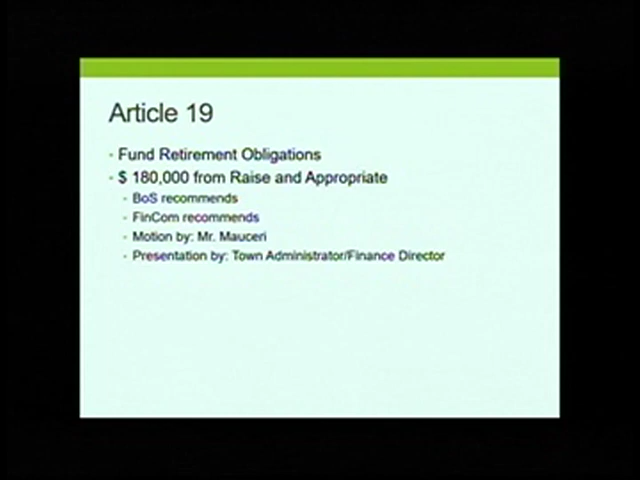 Article 19
Fund Retirement Obligations
$ 180,000 from Raise and Appropriate
BoS recommends
FinCom recommends
Motion by: Mr. Mauceri
Presentation by: Town Administrator/Finance Director